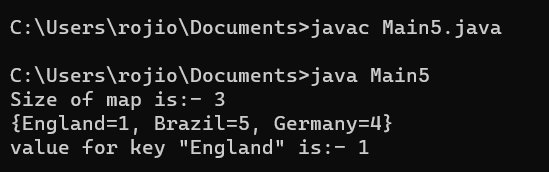 C:\Users\rojio\Documents>javac Main5.java
C:\Users\rojio\Documents>java Main5
Size of map is:- 3
{England=1, Brazil=5, Germany=4}
value for key "England" is:- 1